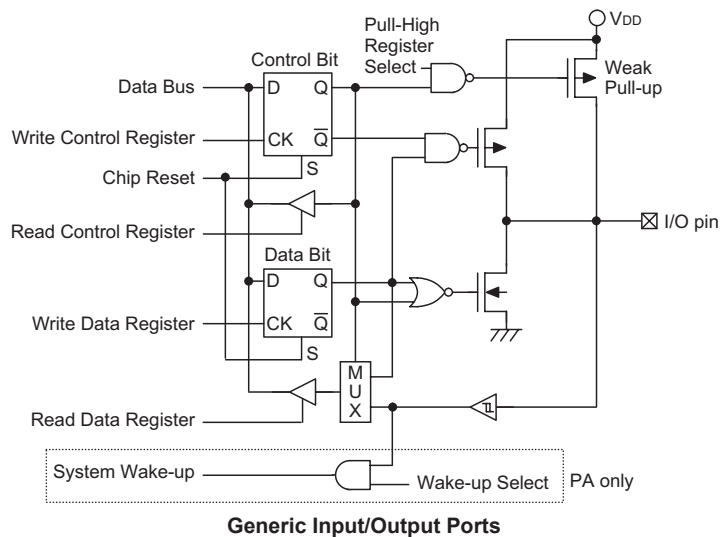 VDD
Pull-High
Register
Select
Control Bit
Weak
Pull-up
Data Bus
D Q
Write Control Register
CK Q
Chip Reset
S
I/O pin
Read Control Register
Data Bit
D Q
Write Data Register
CK Q
S
M
U
X
Read Data Register
System Wake-up
Wake-up Select
PA only
Generic Input/Output Ports